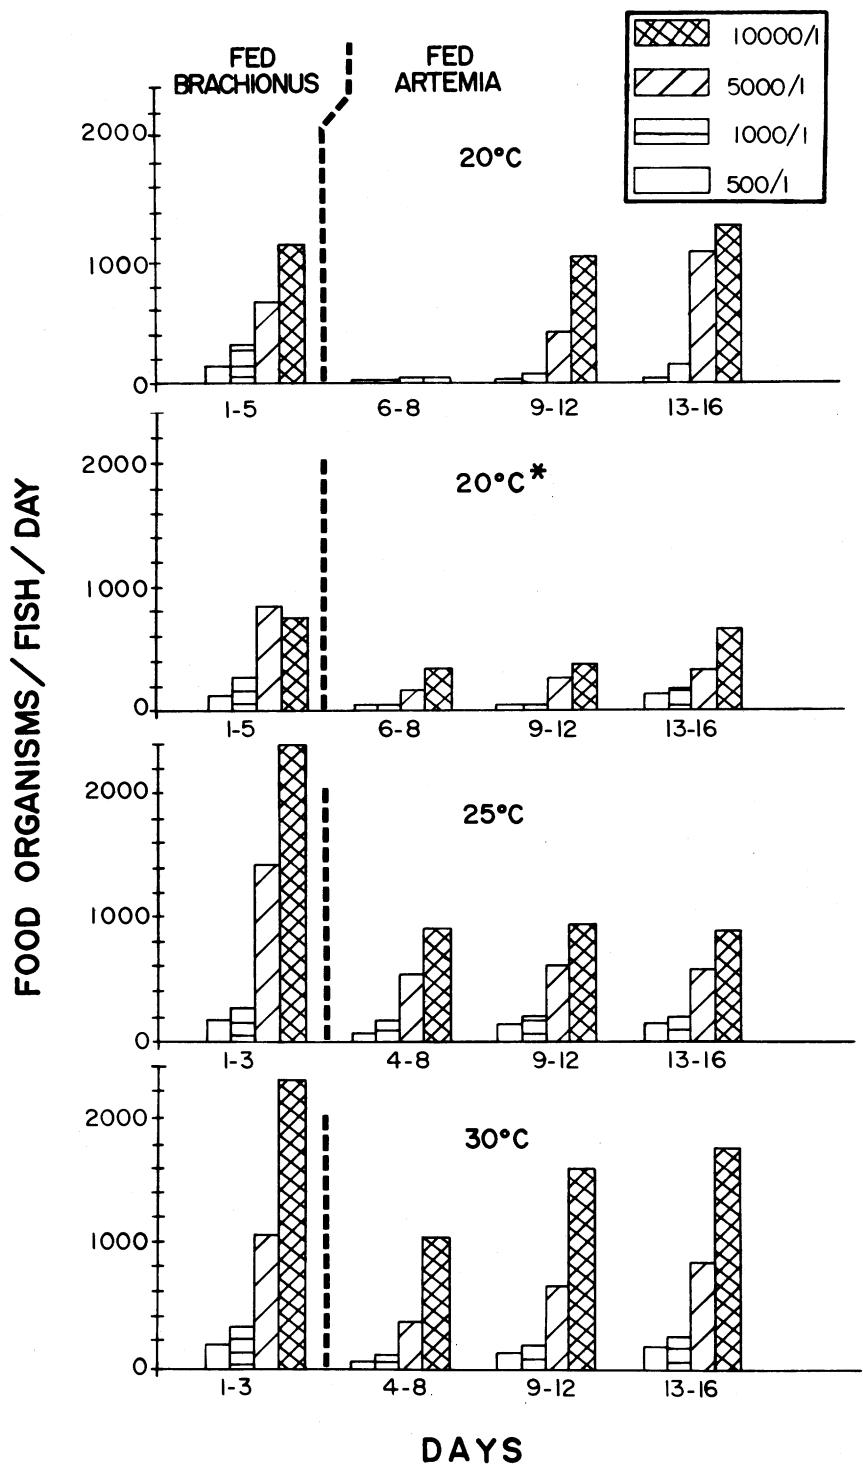 FED
BRACHIONUS
FED
ARTEMIA
10000/l
5000/l
1000/l
500/l
20°C
2000
1000
0
1-5
6-8
9-12
13-16
20°C*
2000
1000
0
1-5
6-8
9-12
13-16
25°C
2000
1000
0
1-3
4-8
9-12
13-16
30°C
2000
1000
0
1-3
4-8
9-12
13-16
FOOD ORGANISMS/FISH/DAY
DAYS